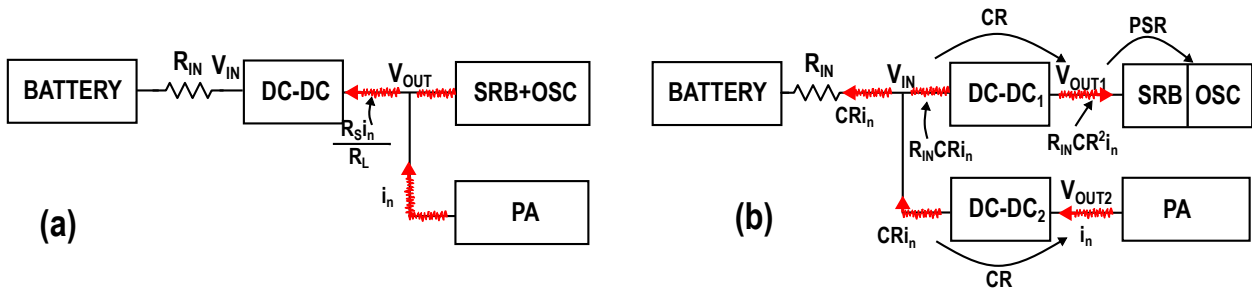 BATTERY
R_IN
V_IN
DC-DC
V_OUT
SRB+OSC
R_S i_n
R_L
i_n
PA
(a)
BATTERY
R_IN
V_IN
CRi_n
R_IN CRi_n
CR
DC-DC_1
V_OUT1
PSR
SRB
OSC
R_IN CR^2 i_n
CRi_n
DC-DC_2
V_OUT2
i_n
PA
CR
(b)